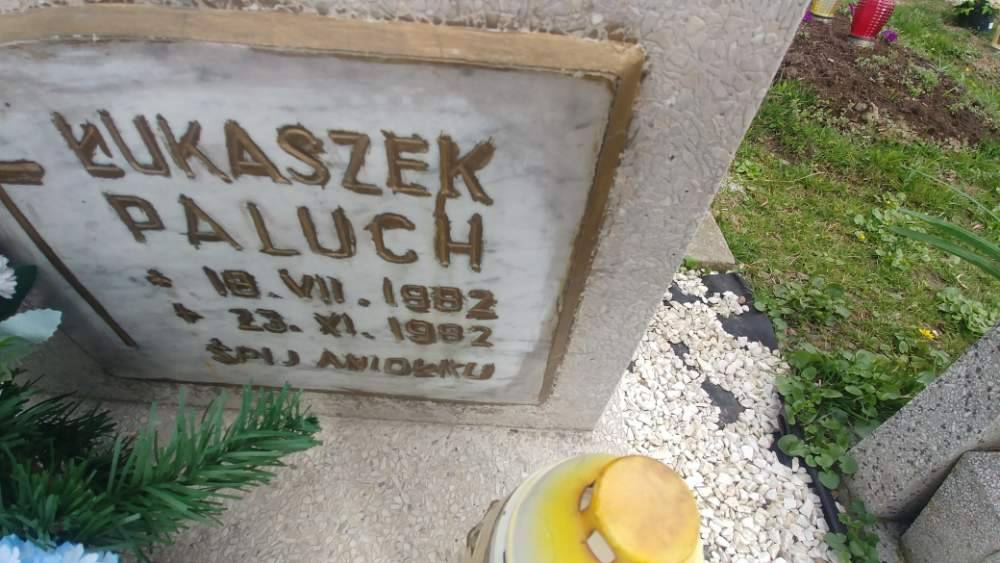 ŁUKASZEK
PALUCH
* 18. VII. 1982
+ 23. XI. 1982
ŚPIJ ANIOŁKU